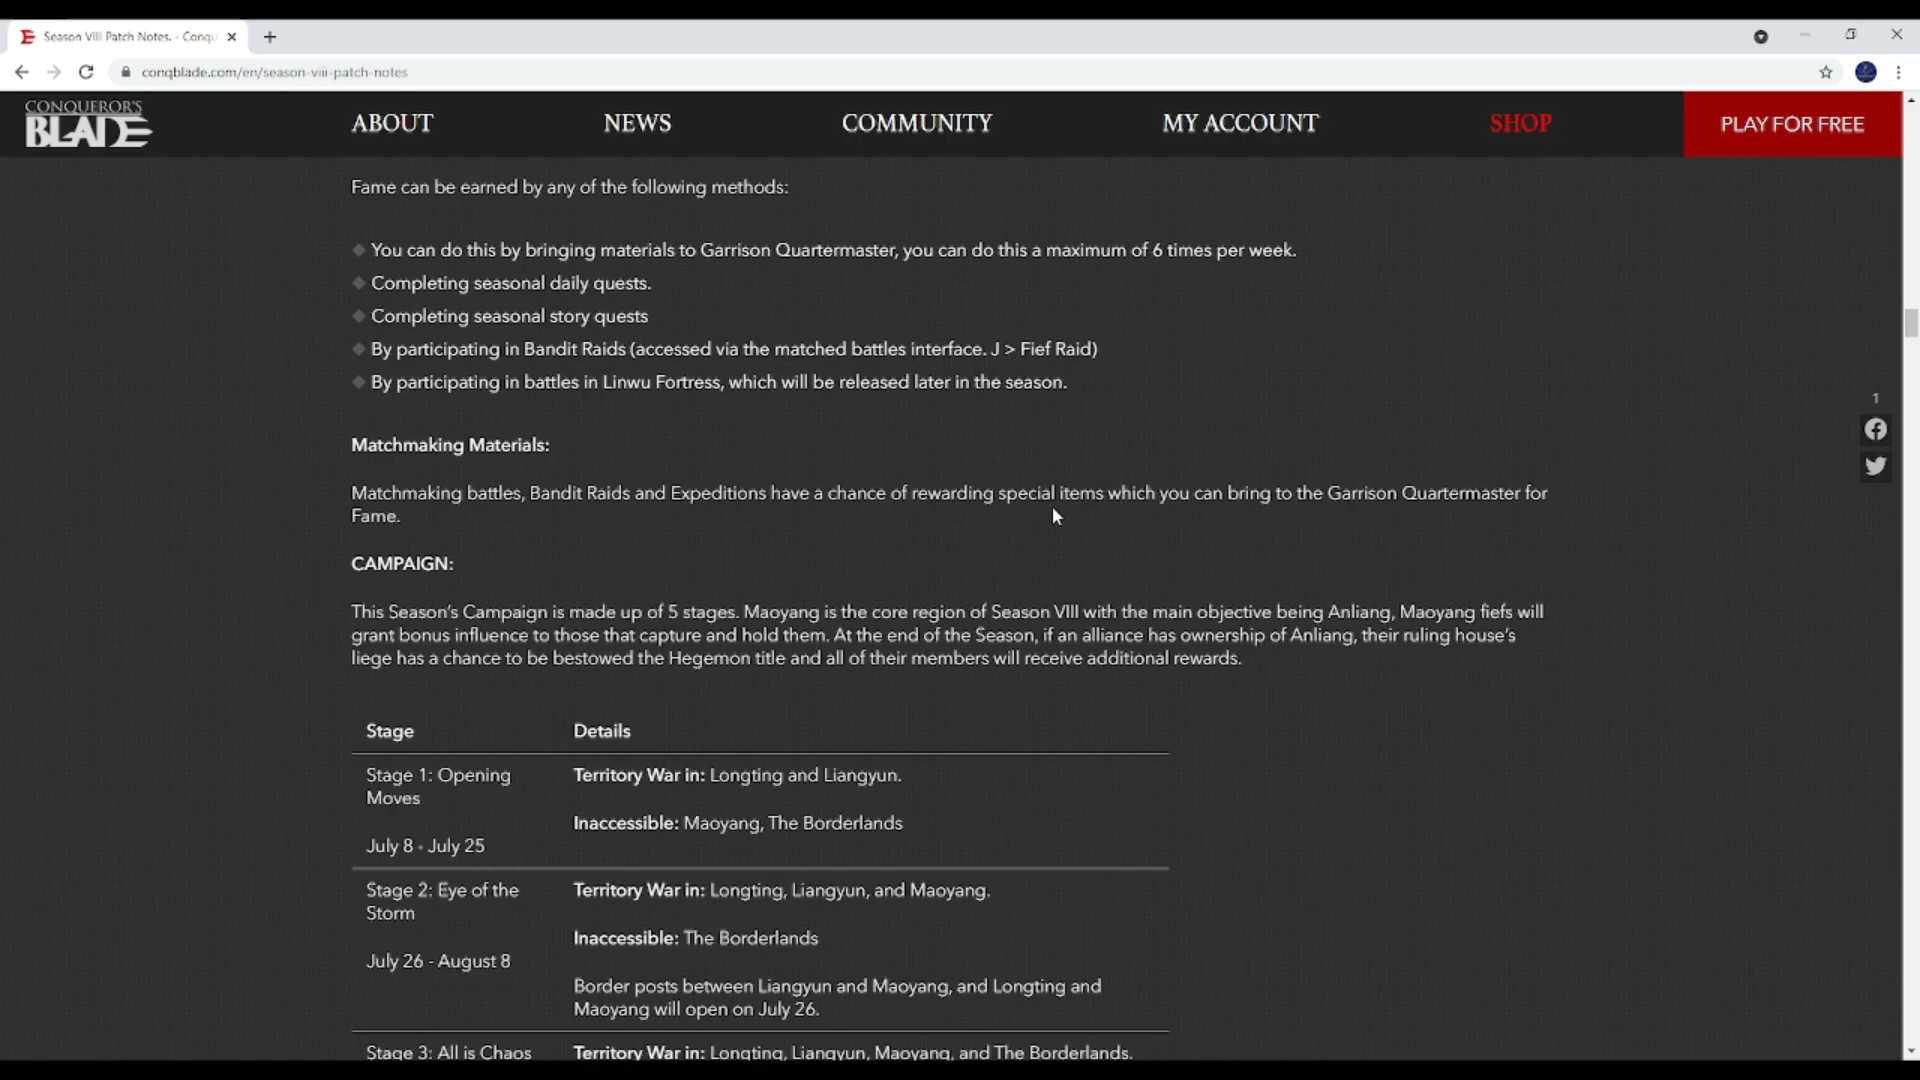 Season VIII Patch Notes. - Conqu
conqblade.com/en/season-viii-patch-notes
CONQUEROR'S
BLADE
ABOUT
NEWS
COMMUNITY
MY ACCOUNT
SHOP
PLAY FOR FREE
Fame can be earned by any of the following methods:
You can do this by bringing materials to Garrison Quartermaster, you can do this a maximum of 6 times per week.
Completing seasonal daily quests.
Completing seasonal story quests
By participating in Bandit Raids (accessed via the matched battles interface. J > Fief Raid)
By participating in battles in Linwu Fortress, which will be released later in the season.
1
Matchmaking Materials:
Matchmaking battles, Bandit Raids and Expeditions have a chance of rewarding special items which you can bring to the Garrison Quartermaster for
Fame.
CAMPAIGN:
This Season's Campaign is made up of 5 stages. Maoyang is the core region of Season VIII with the main objective being Anliang, Maoyang fiefs will
grant bonus influence to those that capture and hold them. At the end of the Season, if an alliance has ownership of Anliang, their ruling house's
liege has a chance to be bestowed the Hegemon title and all of their members will receive additional rewards.
Stage
Details
Stage 1: Opening
Moves
July 8 - July 25
Territory War in: Longting and Liangyun.
Inaccessible: Maoyang, The Borderlands
Stage 2: Eye of the
Storm
July 26 - August 8
Territory War in: Longting, Liangyun, and Maoyang.
Inaccessible: The Borderlands
Border posts between Liangyun and Maoyang, and Longting and
Maoyang will open on July 26.
Stage 3: All is Chaos
Territory War in: Longting, Liangyun, Maoyang, and The Borderlands.